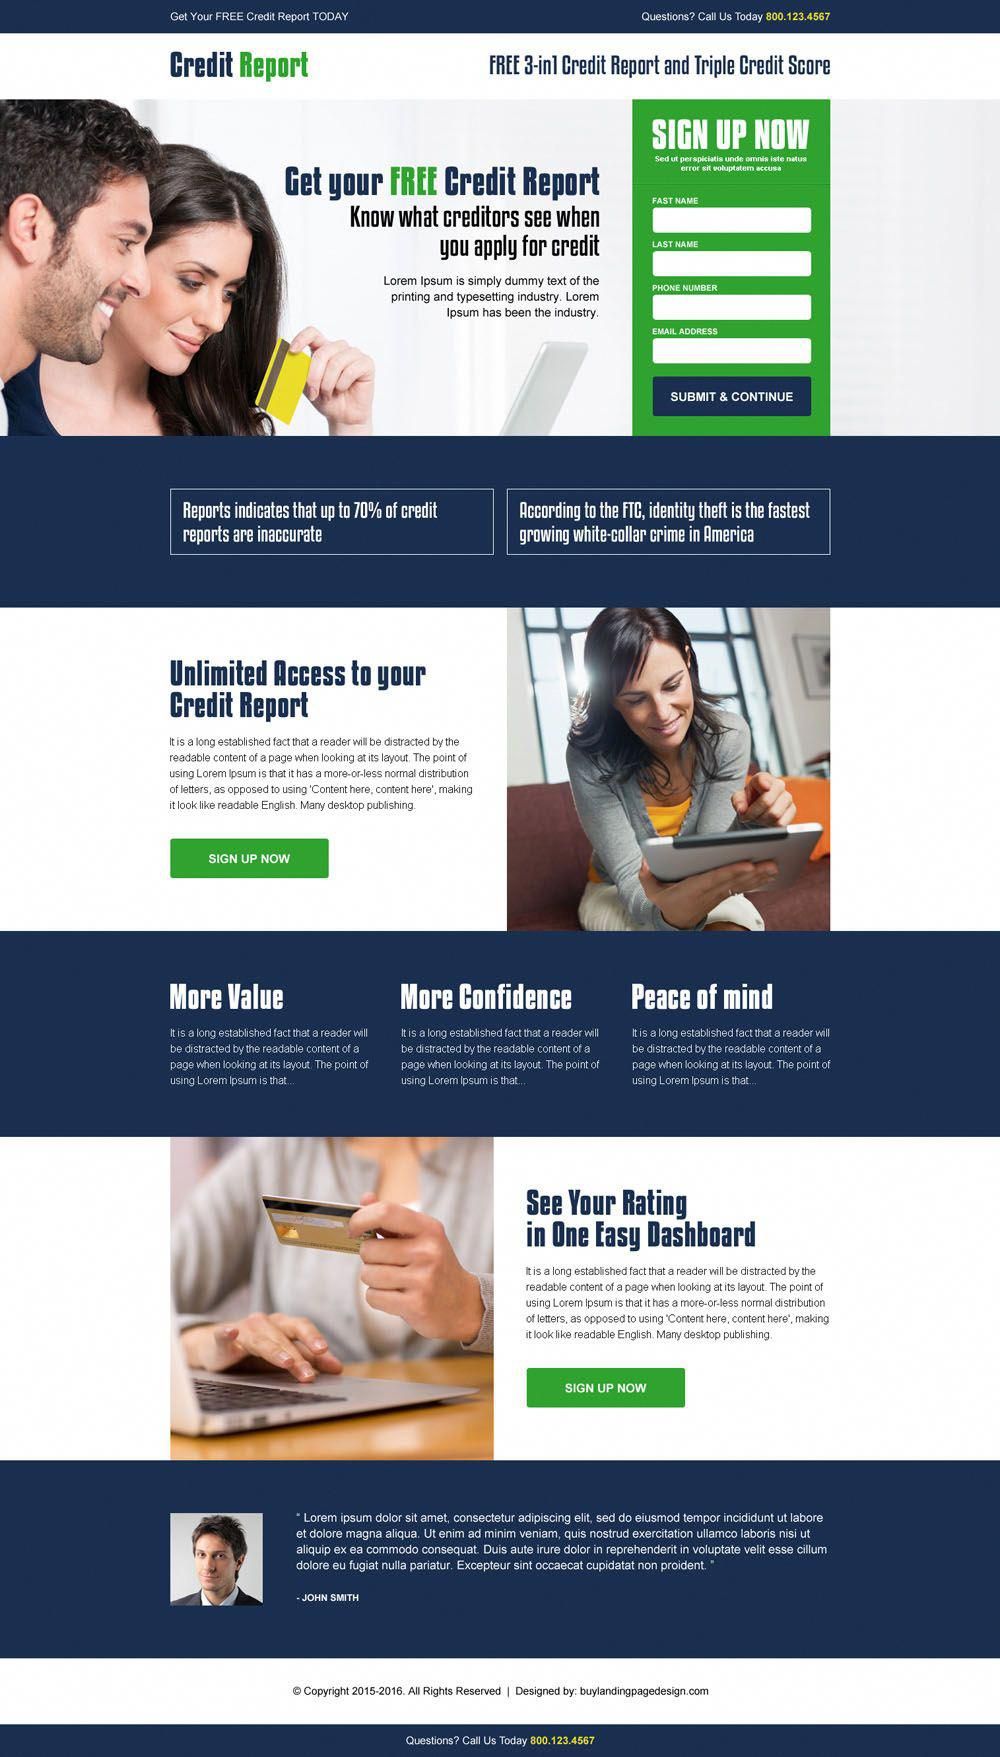 Get Your FREE Credit Report TODAY
Questions? Call Us Today 800.123.4567
Credit Report
FREE 3-in1 Credit Report and Triple Credit Score
Get your FREE Credit Report
Know what creditors see when
you apply for credit
Lorem Ipsum is simply dummy text of the
printing and typesetting industry. Lorem
Ipsum has been the industry.
SIGN UP NOW
Sed ut perspiciatis unde omnis iste natus
error sit voluptatem accusa
FAST NAME
LAST NAME
PHONE NUMBER
EMAIL ADDRESS
SUBMIT & CONTINUE
Reports indicates that up to 70% of credit
reports are inaccurate
According to the FTC, identity theft is the fastest
growing white-collar crime in America
Unlimited Access to your
Credit Report
It is a long established fact that a reader will be distracted by the
readable content of a page when looking at its layout. The point of
using Lorem Ipsum is that it has a more-or-less normal distribution
of letters, as opposed to using 'Content here, content here', making
it look like readable English. Many desktop publishing.
SIGN UP NOW
More Value
It is a long established fact that a reader will
be distracted by the readable content of a
page when looking at its layout. The point of
using Lorem Ipsum is that...
More Confidence
It is a long established fact that a reader will
be distracted by the readable content of a
page when looking at its layout. The point of
using Lorem Ipsum is that...
Peace of mind
It is a long established fact that a reader will
be distracted by the readable content of a
page when looking at its layout. The point of
using Lorem Ipsum is that...
See Your Rating
in One Easy Dashboard
It is a long established fact that a reader will be distracted by the
readable content of a page when looking at its layout. The point of
using Lorem Ipsum is that it has a more-or-less normal distribution
of letters, as opposed to using 'Content here, content here', making
it look like readable English. Many desktop publishing.
SIGN UP NOW
“ Lorem ipsum dolor sit amet, consectetur adipiscing elit, sed do eiusmod tempor incididunt ut labore
et dolore magna aliqua. Ut enim ad minim veniam, quis nostrud exercitation ullamco laboris nisi ut
aliquip ex ea commodo consequat. Duis aute irure dolor in reprehenderit in voluptate velit esse cillum
dolore eu fugiat nulla pariatur. Excepteur sint occaecat cupidatat non proident. ”
- JOHN SMITH
© Copyright 2015-2016. All Rights Reserved | Designed by: buylandingpagedesign.com
Questions? Call Us Today 800.123.4567